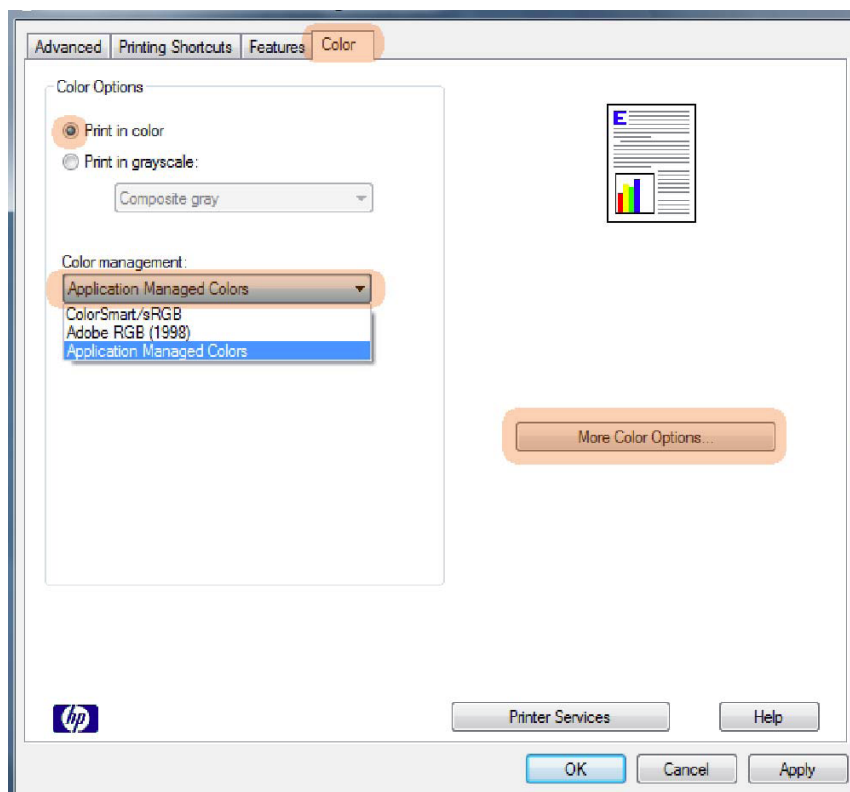 Advanced Printing Shortcuts Features Color
Color Options
Print in color
Print in grayscale:
Composite gray
Color management:
Application Managed Colors
ColorSmart/sRGB
Adobe RGB (1998)
Application Managed Colors
E
More Color Options...
hp
Printer Services Help
OK Cancel Apply